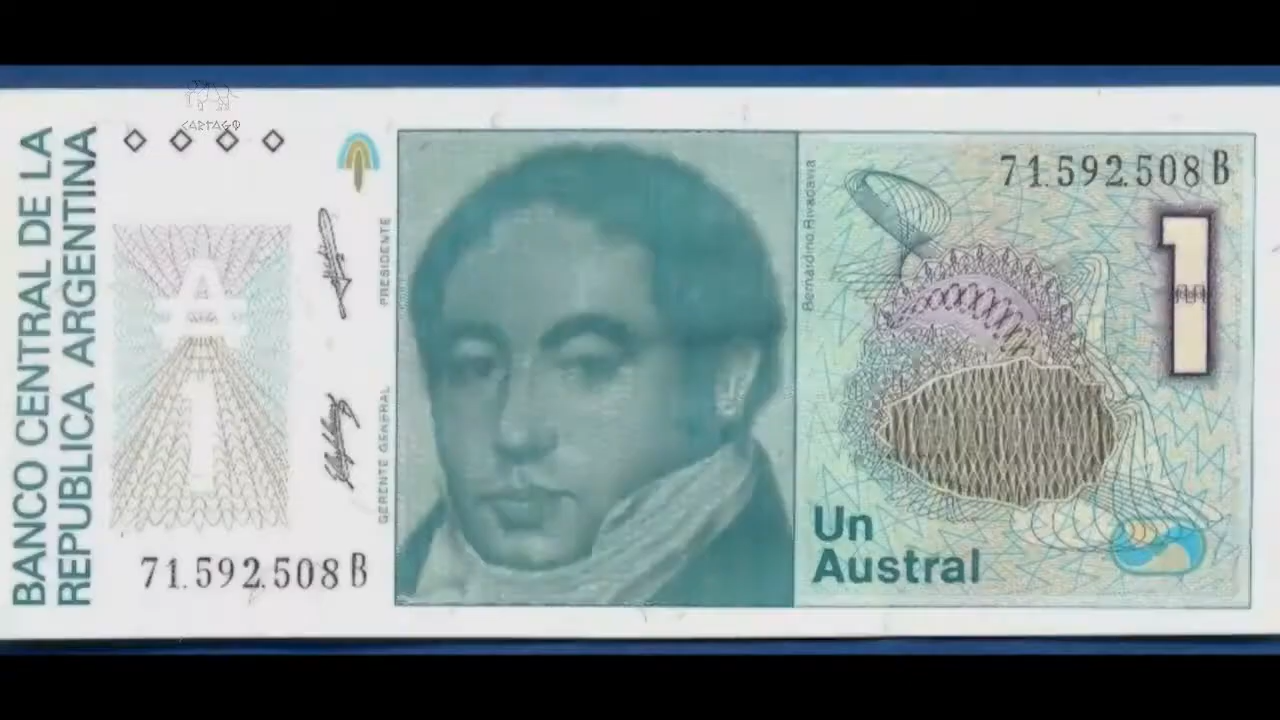 CARTAGO
BANCO CENTRAL DE LA
REPUBLICA ARGENTINA
PRESIDENTE
GERENTE GENERAL
71.592.508 B
Bernardino Rivadavia
71.592.508 B
1
Un
Austral